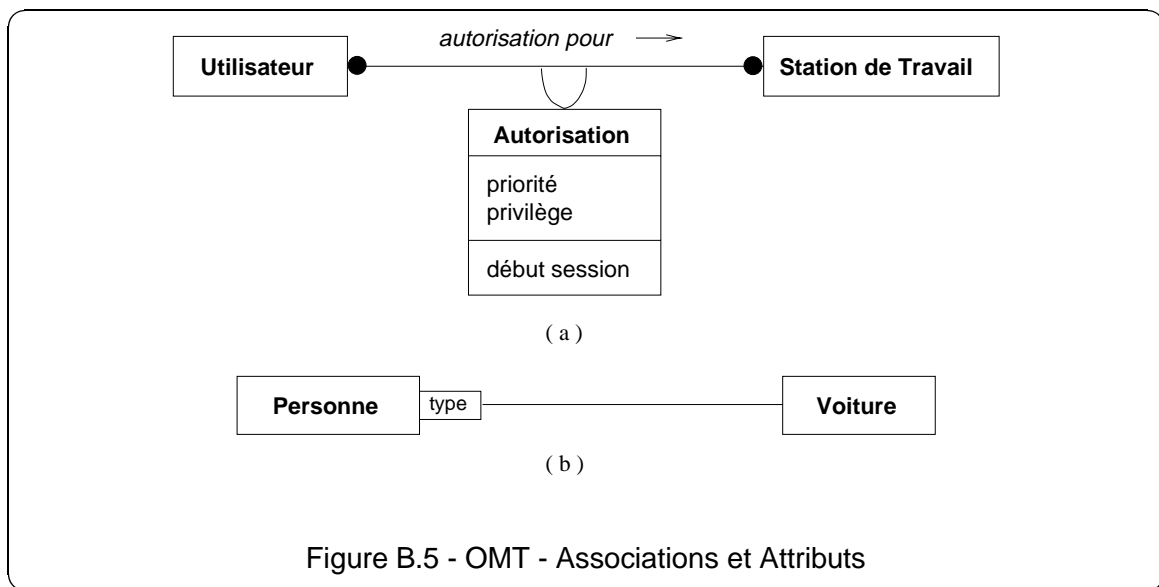 autorisation pour
Utilisateur
Station de Travail
Autorisation
priorité
privilège
début session
( a )
Personne
type
Voiture
( b )
Figure B.5 - OMT - Associations et Attributs